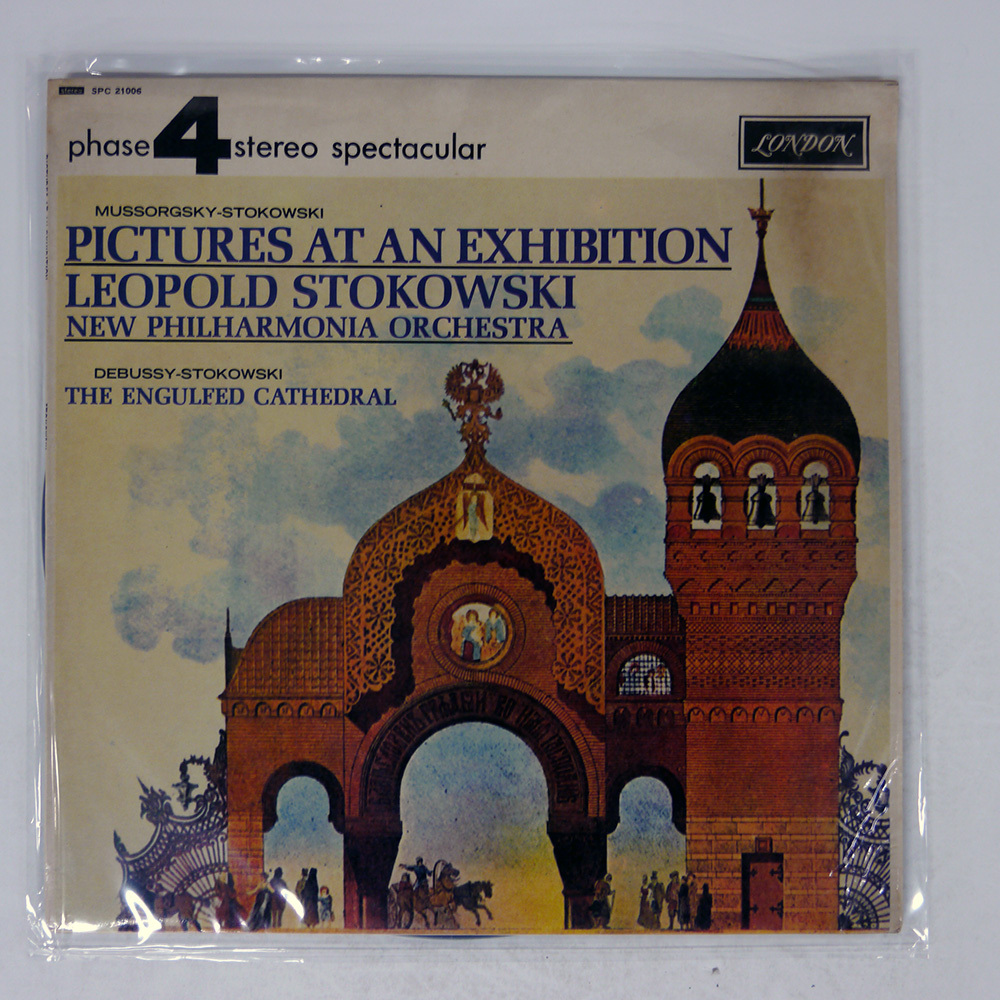 stereo SPC 21006
phase 4 stereo spectacular
LONDON
MUSSORGSKY-STOKOWSKI
PICTURES AT AN EXHIBITION
LEOPOLD STOKOWSKI
NEW PHILHARMONIA ORCHESTRA
DEBUSSY-STOKOWSKI
THE ENGULFED CATHEDRAL